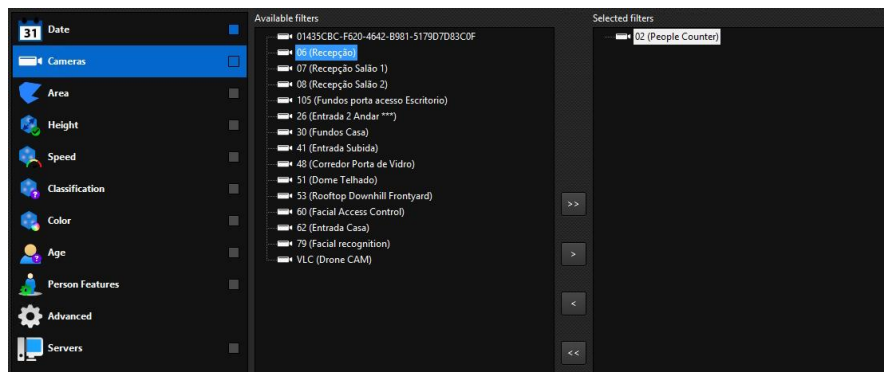 31
Date
Cameras
Area
Height
Speed
Classification
Color
Age
Person Features
Advanced
Servers
Available filters
01435CBC-F620-4642-B981-5179D7D83C0F
06 (Recepção)
07 (Recepção Salão 1)
08 (Recepção Salão 2)
105 (Fundos porta acesso Escritorio)
26 (Entrada 2 Andar ***)
30 (Fundos Casa)
41 (Entrada Subida)
48 (Corredor Porta de Vidro)
51 (Dome Telhado)
53 (Rooftop Downhill Frontyard)
60 (Facial Access Control)
62 (Entrada Casa)
79 (Facial recognition)
VLC (Drone CAM)
>>
>
<
<<
Selected filters
02 (People Counter)